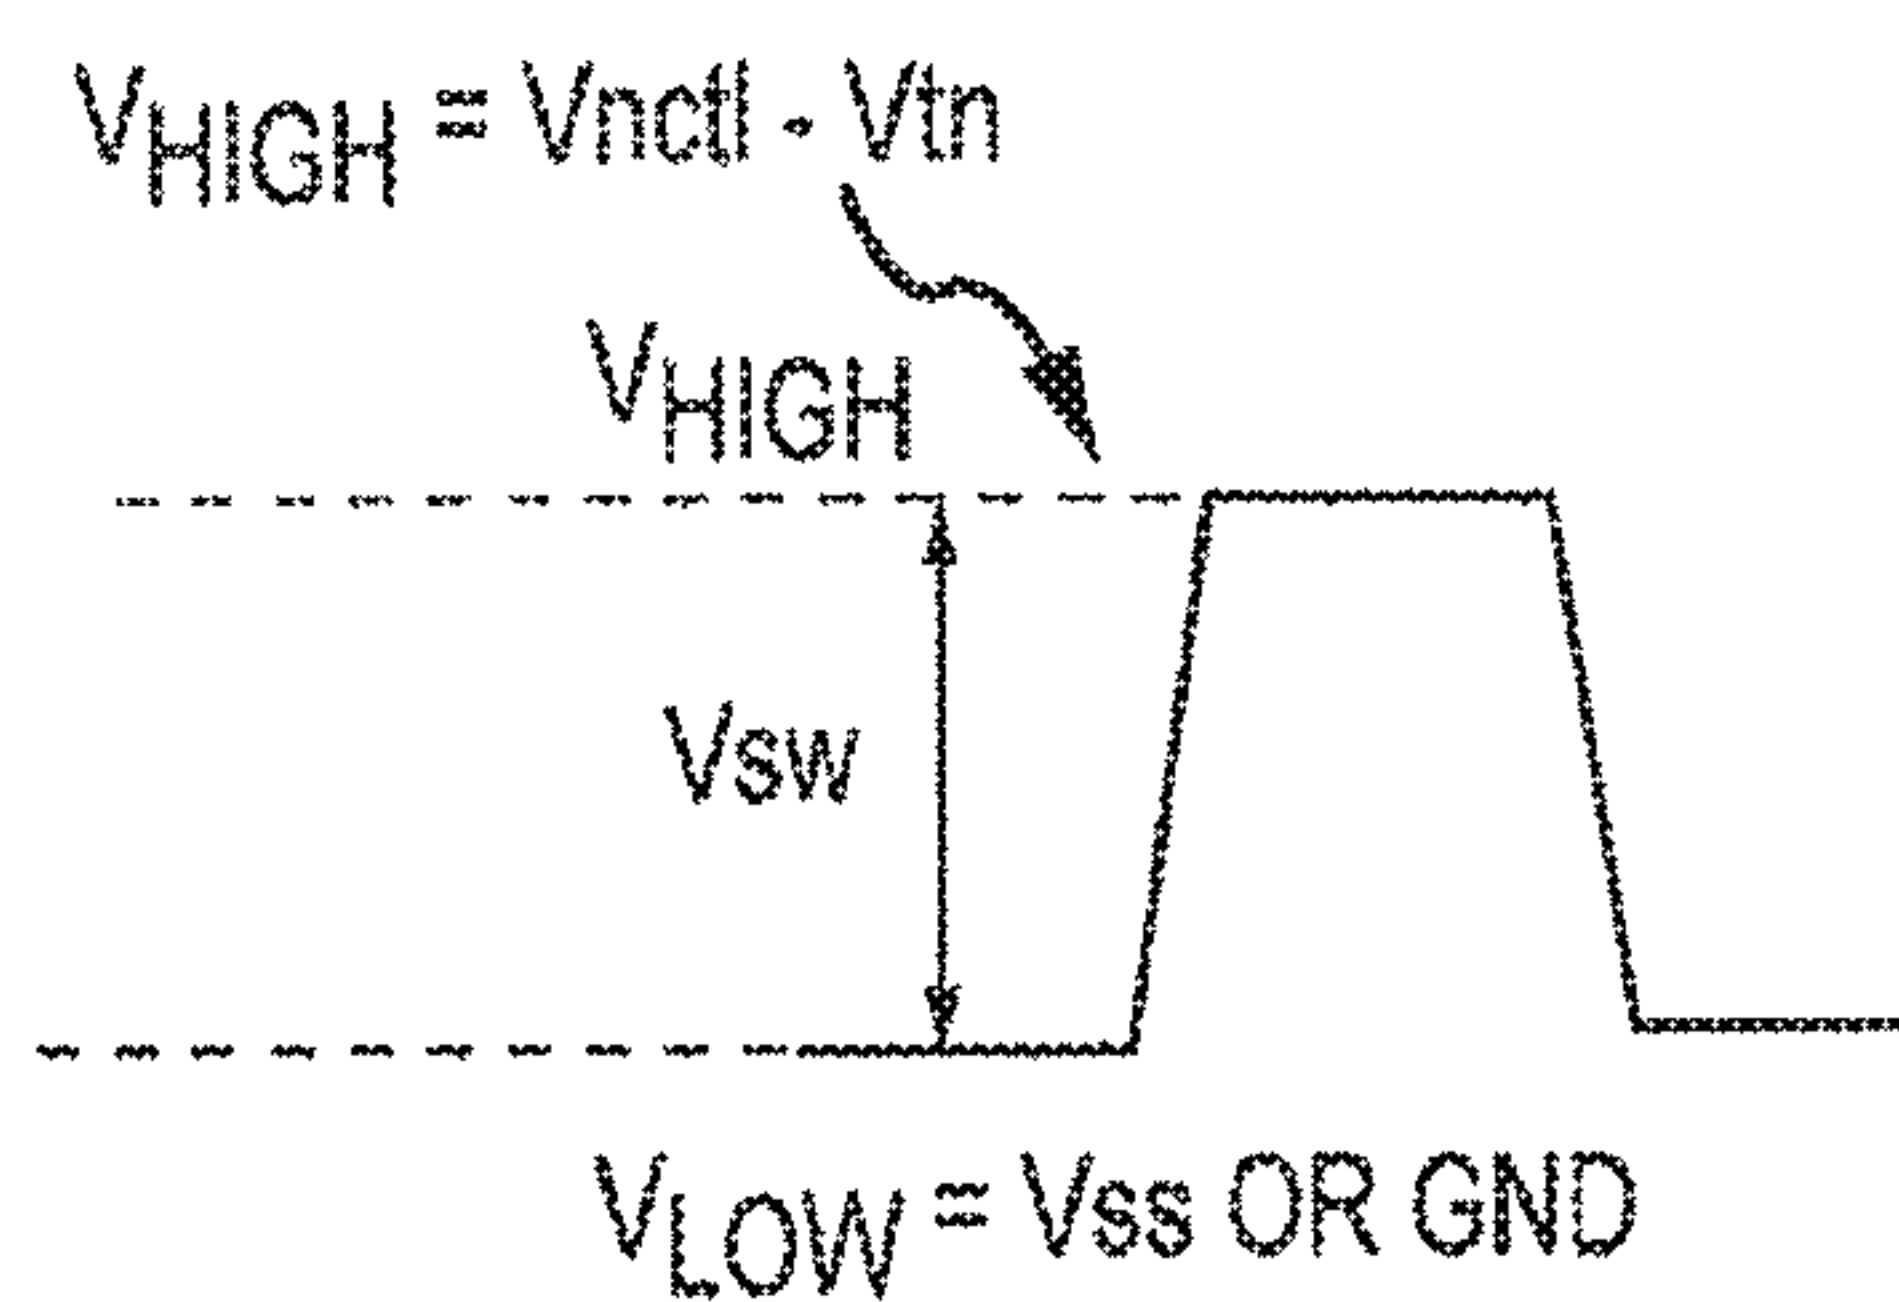 VHIGH = Vnctl - Vtn
VHIGH
Vsw
VLOW = Vss OR GND